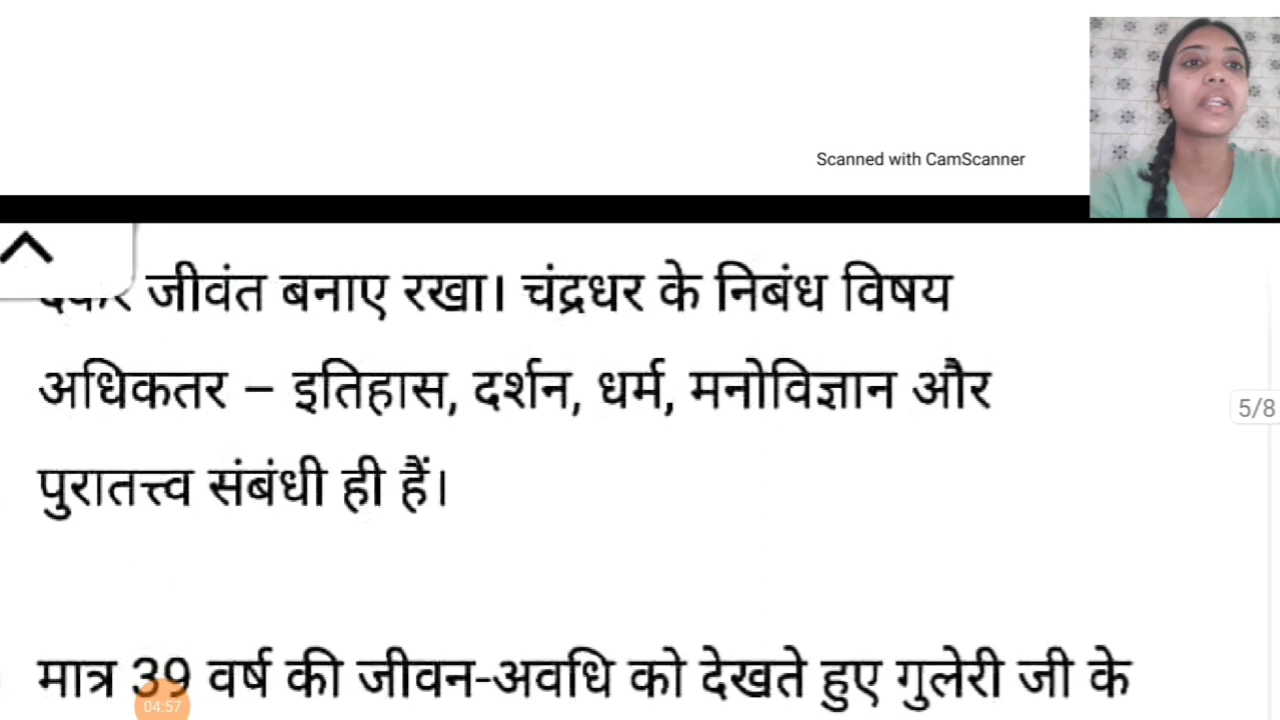 Scanned with CamScanner
जीवंत बनाए रखा। चंद्रधर के निबंध विषय
अधिकतर – इतिहास, दर्शन, धर्म, मनोविज्ञान और
5/8
पुरातत्त्व संबंधी ही हैं।
मात्र 39 वर्ष की जीवन-अवधि को देखते हुए गुलेरी जी के
04:57